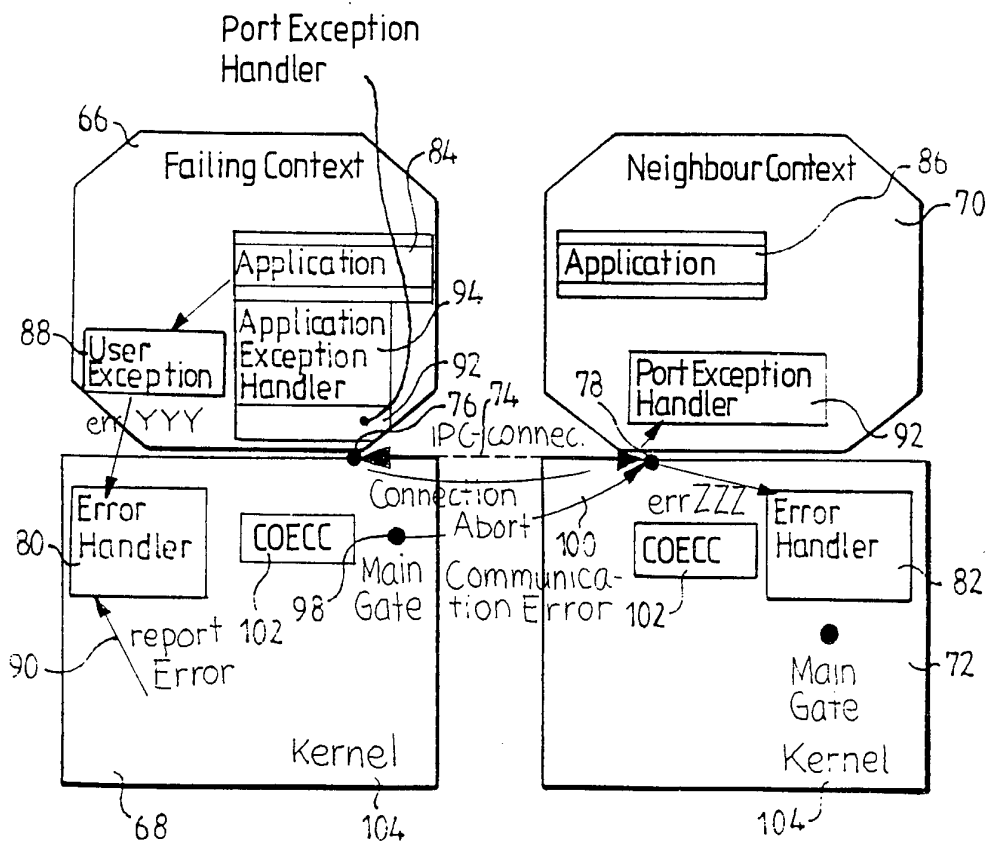 Port Exception
Handler
66
Failing Context
84
Application
Application
Exception
Handler
94
88
User
Exception
92
err YYY
76
74
IPC-connec.
Neighbour Context
86
70
Application
78
Port Exception
Handler
92
Error
Handler
80
COECC
102
98
Main
Gate
Connection
Abort
100
Communica-
tion Error
report
Error
90
Kernel
68
104
errZZZ
COECC
102
Error
Handler
82
Main
Gate
72
Kernel
104